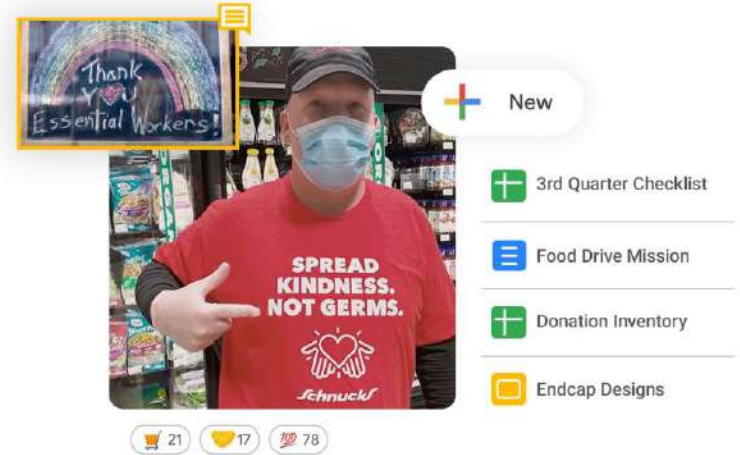 Thank
YOU
Essential Workers!
New
3rd Quarter Checklist
Food Drive Mission
Donation Inventory
Endcap Designs
SPREAD
KINDNESS.
NOT GERMS.
Schnucks
21
17
100 78